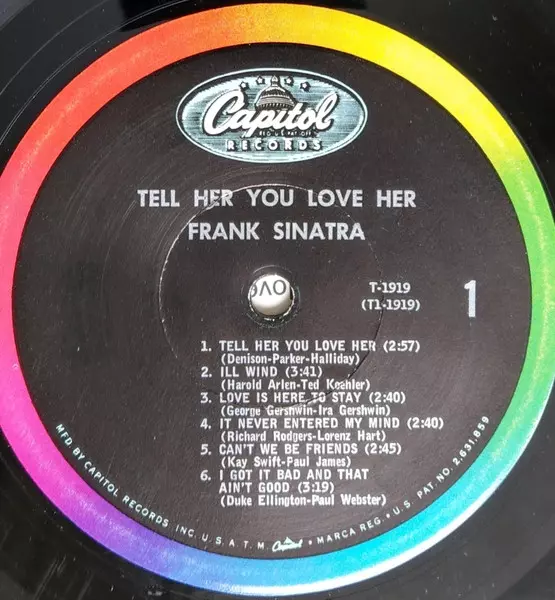 Capitol
RECORDS
TELL HER YOU LOVE HER
FRANK SINATRA
T-1919
(T1-1919)
1
1. TELL HER YOU LOVE HER (2:57)
(Denison-Parker-Halliday)
2. ILL WIND (3:41)
(Harold Arlen-Ted Koehler)
3. LOVE IS HERE TO STAY (2:40)
(George Gershwin-Ira Gershwin)
4. IT NEVER ENTERED MY MIND (2:40)
(Richard Rodgers-Lorenz Hart)
5. CAN'T WE BE FRIENDS (2:45)
(Kay Swift-Paul James)
6. I GOT IT BAD AND THAT
AIN'T GOOD (3:19)
(Duke Ellington-Paul Webster)
MFD. BY CAPITOL RECORDS INC. U.S.A. T.M. Capitol • MARCA REG. • U.S. PAT. NO. 2,631,859